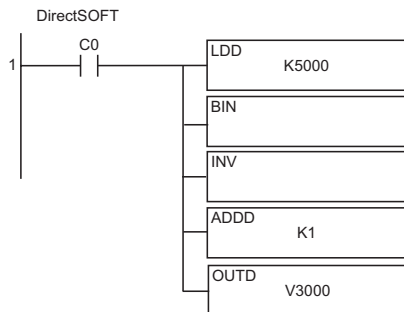 DirectSOFT
C0
1
LDD
K5000
BIN
INV
ADDD
K1
OUTD
V3000